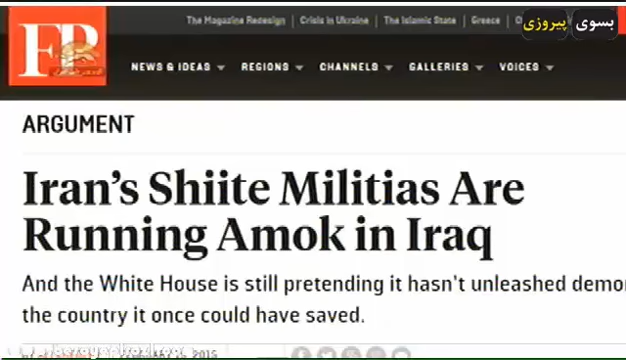 The Magazine Redesign | Crisis in Ukraine | The Islamic State | Greece |
بسوی پیروزی
FP
NEWS & IDEAS REGIONS CHANNELS GALLERIES VOICES
ARGUMENT
Iran's Shiite Militias Are
Running Amok in Iraq
And the White House is still pretending it hasn't unleashed demo
the country it once could have saved.